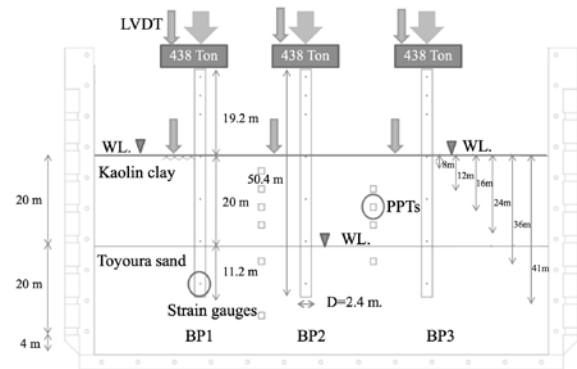 LVDT
438 Ton
438 Ton
438 Ton
19.2 m
WL.
WL.
Kaolin clay
50.4 m
8m
12m
16m
24m
36m
41m
20 m
20 m
PPTs
WL.
Toyoura sand
11.2 m
20 m
Strain gauges
D=2.4 m.
4 m
BP1
BP2
BP3